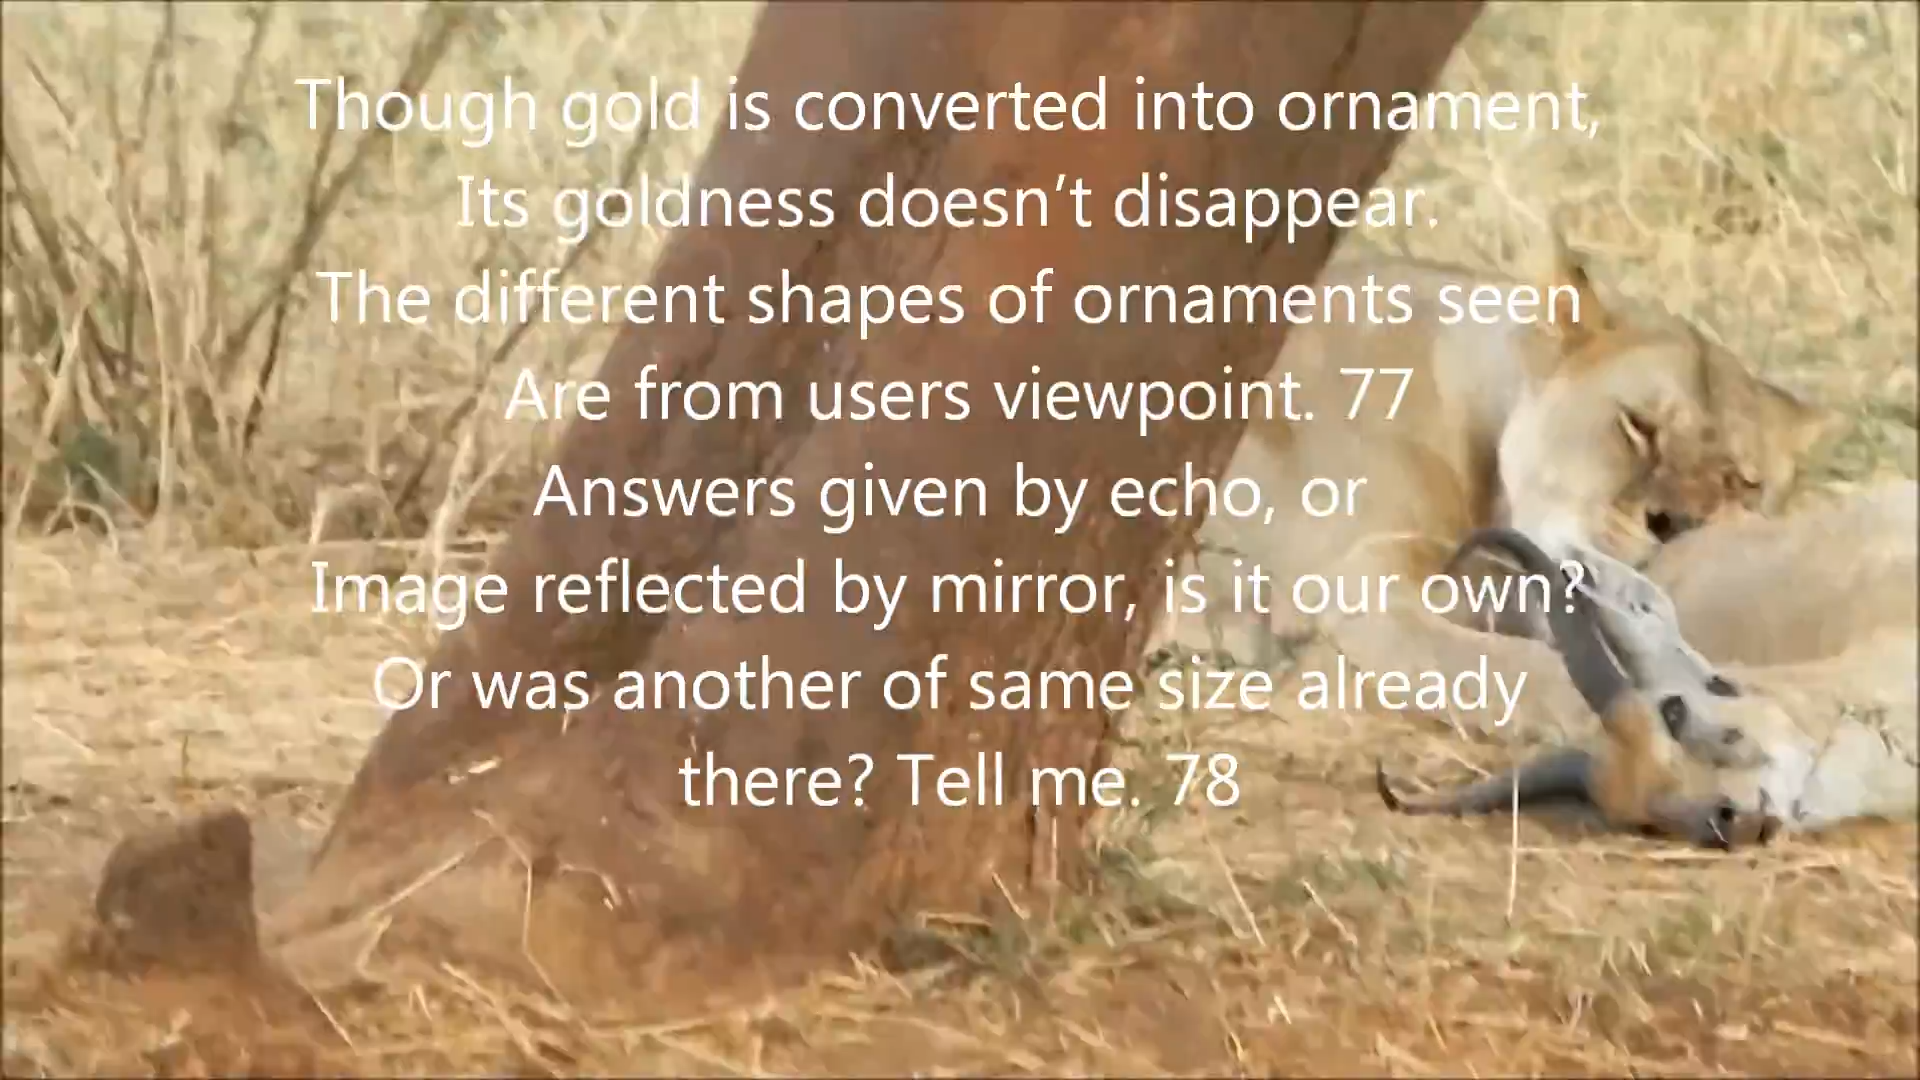 Though gold is converted into ornament,
Its goldness doesn’t disappear.
The different shapes of ornaments seen
Are from users viewpoint. 77
Answers given by echo, or
Image reflected by mirror, is it our own?
Or was another of same size already
there? Tell me. 78